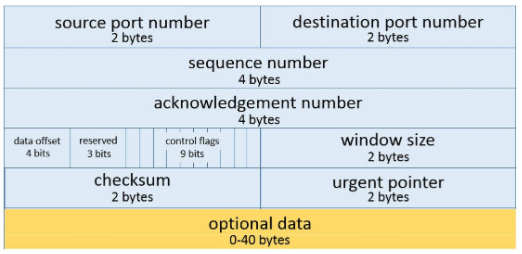 source port number
2 bytes
destination port number
2 bytes
sequence number
4 bytes
acknowledgement number
4 bytes
data offset
4 bits
reserved
3 bits
control flags
9 bits
window size
2 bytes
checksum
2 bytes
urgent pointer
2 bytes
optional data
0-40 bytes